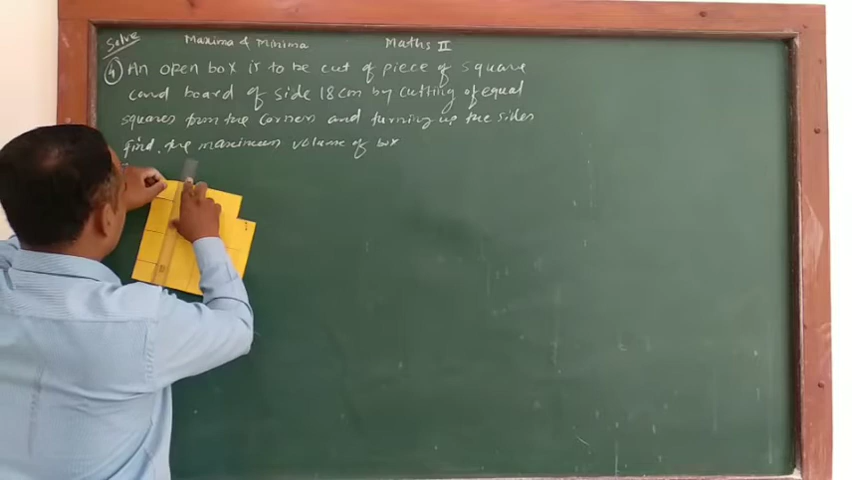 Solve Maxima & Minima Maths II
4 An open box is to be cut of piece of square
card board of side 18 cm by cutting of equal
squares from the corners and turning up the sides
find the maximum volume of box